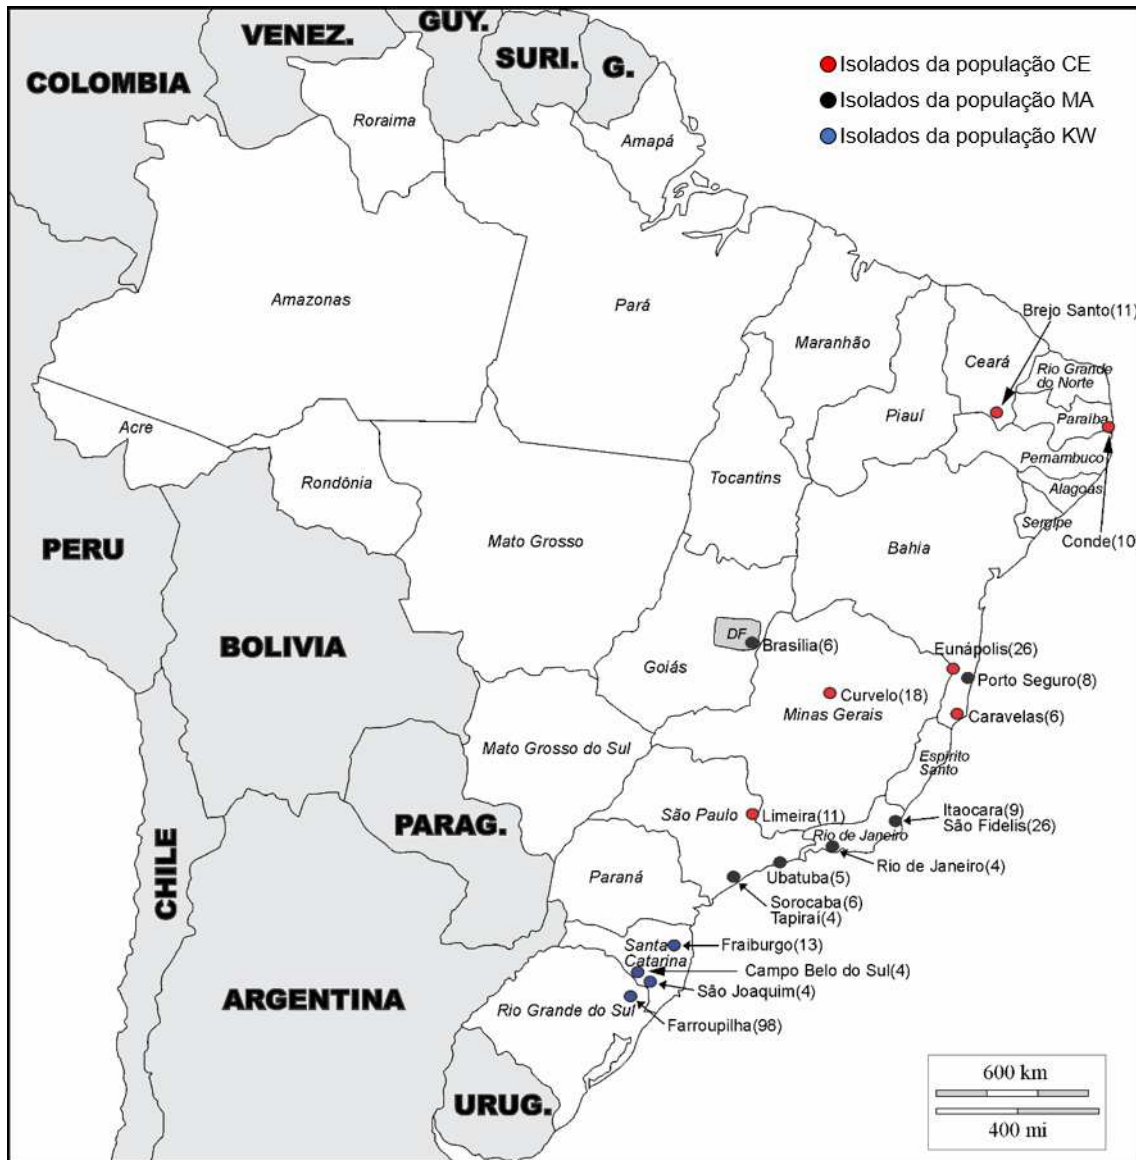 VENEZ.
GUY.
SURI.
G.
COLOMBIA
Isolados da população CE
Isolados da população MA
Isolados da população KW
Roraima
Amapá
Amazonas
Pará
Maranhão
Ceará
Brejo Santo(11)
Rio Grande
do Norte
Piauí
Paraíba
Acre
Pernambuco
Rondônia
Tocantins
Alagoas
Sergipe
Conde(10
PERU
Mato Grosso
Bahia
BOLIVIA
DF
Brasília(6)
Goiás
Eunápolis(26)
Porto Seguro(8)
Curvelo(18)
Minas Gerais
Caravelas(6)
Mato Grosso do Sul
Espírito
Santo
PARAG.
São Paulo
Limeira(11)
Itaocara(9)
São Fidelis(26)
Rio de Janeiro
Rio de Janeiro(4)
CHILE
Paraná
Ubatuba(5)
Sorocaba(6)
Tapiraí(4)
Santa
Catarina
Fraiburgo(13)
Campo Belo do Sul(4)
São Joaquim(4)
ARGENTINA
Rio Grande do Sul
Farroupilha(98)
URUG.
600 km
400 mi